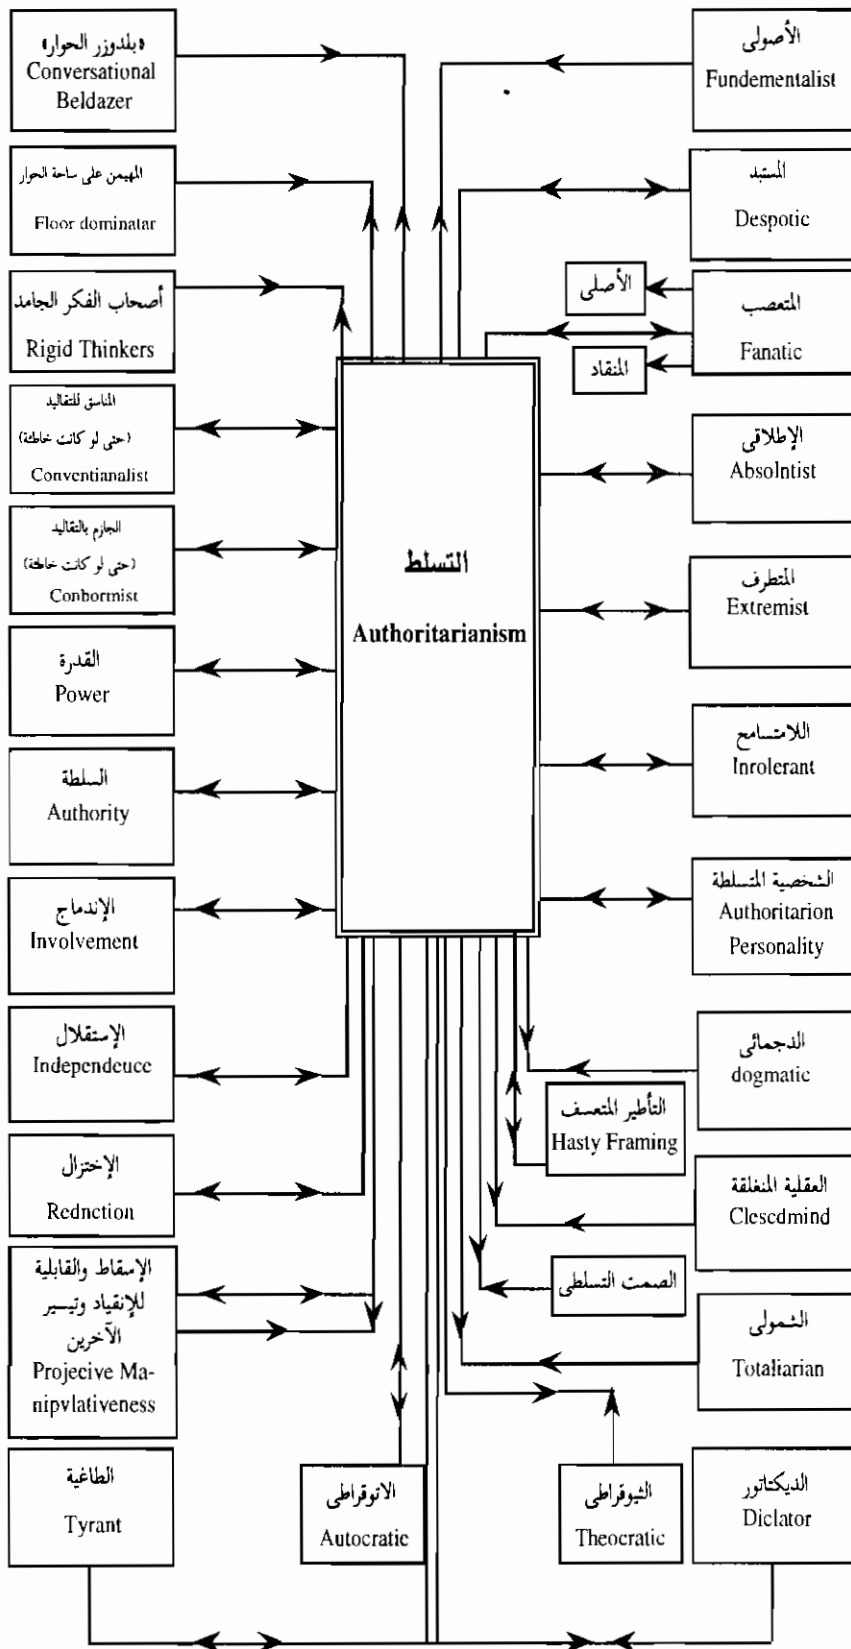 «بلدوزر الحوار»
Conversational
Beldazer
المهيمن على ساحة الحوار
Floor dominatar
أصحاب الفكر الجامد
Rigid Thinkers
المناسق للتقاليد
(حتى لو كانت خاطئة)
Conventianalist
الجازم بالتقاليد
(حتى لو كانت خاطئة)
Conbormist
القدرة
Power
السلطة
Authority
الإندماج
Involvement
الإستقلال
Independeuce
الإختزال
Rednction
الإسقاط والقابلية
للإنقياد وتيسير
الآخرين
Projecive Ma-
nipvlativeness
الطاغية
Tyrant
التسلط
Authoritarianism
الاتوقراطى
Autocratic
الثيوقراطى
Theocratic
الأصولى
Fundementalist
المستبد
Despotic
المتعصب
Fanatic
الأصلى
المنقاد
الإطلاقى
Absolntist
المتطرف
Extremist
اللامتسامح
Inrolerant
الشخصية المتسلطة
Authoritarion
Personality
الدجمائى
dogmatic
التأطير المتعسف
Hasty Framing
العقلية المنغلقة
Clescdmind
الصمت التسلطى
الشمولى
Totaliarian
الديكتاتور
Diclator